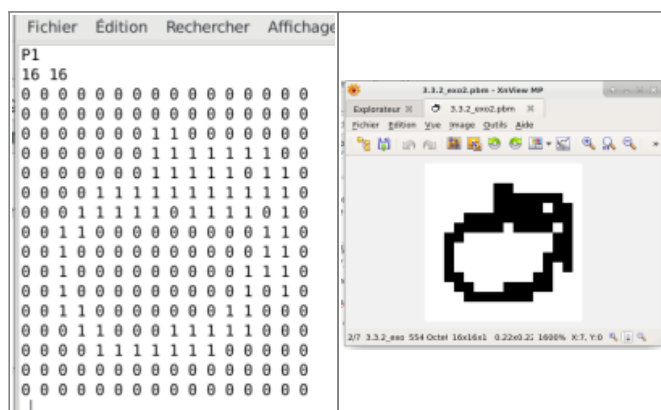 Fichier Édition Rechercher Affichage
P1
16 16
0 0 0 0 0 0 0 0 0 0 0 0 0 0 0 0
0 0 0 0 0 0 0 0 0 0 0 0 0 0 0 0
0 0 0 0 0 0 0 1 1 0 0 0 0 0 0 0
0 0 0 0 0 0 0 1 1 1 1 1 1 1 0 0
0 0 0 0 0 0 0 1 1 1 1 1 0 1 1 0
0 0 0 0 1 1 1 1 1 1 1 1 1 1 1 0
0 0 0 1 1 1 1 1 0 1 1 1 1 0 1 0
0 0 1 1 0 0 0 0 0 0 0 0 0 1 1 0
0 0 1 0 0 0 0 0 0 0 0 0 0 1 1 0
0 0 1 0 0 0 0 0 0 0 0 0 1 1 1 0
0 0 1 0 0 0 0 0 0 0 0 0 1 0 1 0
0 0 1 1 0 0 0 0 0 0 0 1 1 0 0 0
0 0 0 1 1 0 0 0 1 1 1 1 1 0 0 0
0 0 0 0 1 1 1 1 1 1 1 0 0 0 0 0
0 0 0 0 0 0 0 0 0 0 0 0 0 0 0 0
0 0 0 0 0 0 0 0 0 0 0 0 0 0 0 0
3.3.2_exo2.pbm - XnView MP
Explorateur 3.3.2_exo2.pbm
Fichier Edition Vue Image Outils Aide
2/7 3.3.2_exo 554 Octet 16x16x1 0.22x0.22 1600% X:7, Y:0